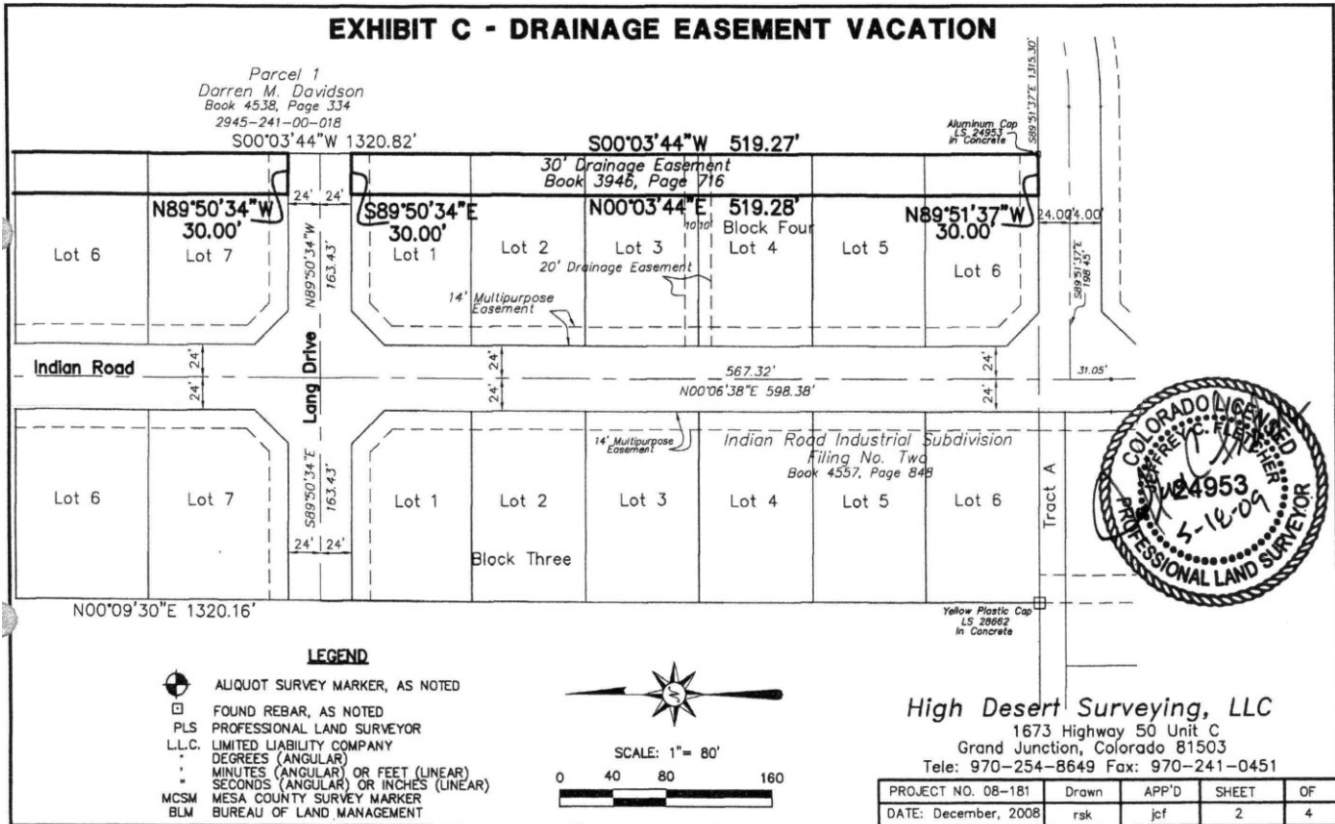 EXHIBIT C - DRAINAGE EASEMENT VACATION
Parcel 1
Darren M. Davidson
Book 4538, Page 334
2945-241-00-018
S00°03'44"W 1320.82'
S00°03'44"W 519.27'
30' Drainage Easement
Book 3946, Page 716
Aluminum Cap
LS 24953
In Concrete
S89°51'37"E 1315.30'
24' 24'
N89°50'34"W
30.00'
S89°50'34"E
30.00'
N00°03'44"E 519.28'
N89°51'37"W
30.00'
10' 10'
Block Four
Lot 6
Lot 7
Lot 1
Lot 2
Lot 3
Lot 4
Lot 5
Lot 6
20' Drainage Easement
14' Multipurpose
Easement
N89°50'34"W
163.43'
S89°51'37"E
198.45'
Indian Road
Lang Drive
24'
24'
24'
24'
24'
24'
567.32'
N00°06'38"E 598.38'
31.05'
14' Multipurpose
Easement
Indian Road Industrial Subdivision
Filing No. Two
Book 4557, Page 848
S89°50'34"E
163.43'
Lot 6
Lot 7
Lot 1
Lot 2
Lot 3
Lot 4
Lot 5
Lot 6
Tract A
24' 24'
Block Three
N00°09'30"E 1320.16'
Yellow Plastic Cap
LS 28662
In Concrete
COLORADO LICENSED
JEFFREY C. FLETCHER
24953
PROFESSIONAL LAND SURVEYOR
LEGEND
ALIQUOT SURVEY MARKER, AS NOTED
FOUND REBAR, AS NOTED
PLS PROFESSIONAL LAND SURVEYOR
L.L.C. LIMITED LIABILITY COMPANY
° DEGREES (ANGULAR)
' MINUTES (ANGULAR) OR FEET (LINEAR)
" SECONDS (ANGULAR) OR INCHES (LINEAR)
MCSM MESA COUNTY SURVEY MARKER
BLM BUREAU OF LAND MANAGEMENT
N
SCALE: 1"= 80'
0 40 80 160
High Desert Surveying, LLC
1673 Highway 50 Unit C
Grand Junction, Colorado 81503
Tele: 970-254-8649 Fax: 970-241-0451
PROJECT NO. 08-181 Drawn APP'D SHEET OF
DATE: December, 2008 rsk jcf 2 4